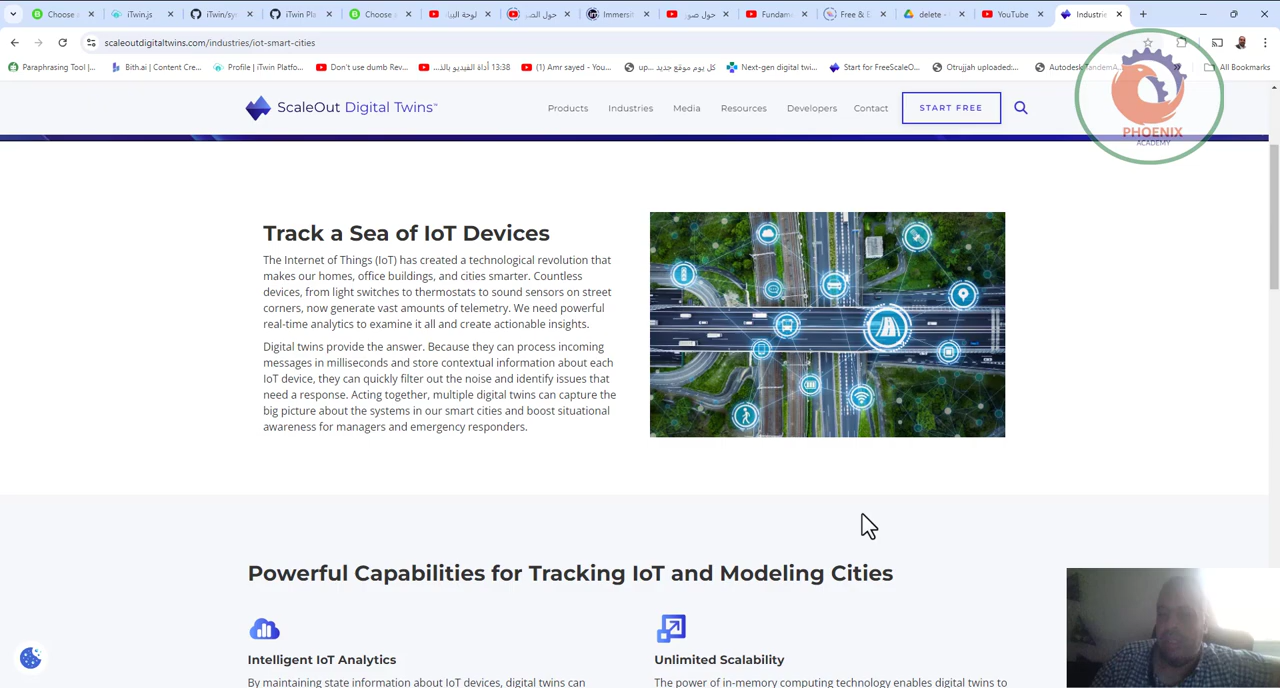 Choose a
iTwin.js
iTwin/syn
iTwin Pla
Choose a
لوحة البيا
حول الص
Immersit
حول صور
Fundam
Free & E
delete -
YouTube
Industrie
scaleoutdigitaltwins.com/industries/iot-smart-cities
Paraphrasing Tool |...
Bith.ai | Content Cre...
Profile | iTwin Platfo...
Don't use dumb Rev...
13:38 أداة الفيديو بالذ...
(1) Amr sayed - You...
كل يوم موقع جديد ...up
Next-gen digital twi...
Start for FreeScaleO...
Otrujjah uploaded:...
Autodesk Tandem
All Bookmarks
ScaleOut Digital Twins™
Products
Industries
Media
Resources
Developers
Contact
START FREE
PHOENIX
ACADEMY
Track a Sea of IoT Devices
The Internet of Things (IoT) has created a technological revolution that
makes our homes, office buildings, and cities smarter. Countless
devices, from light switches to thermostats to sound sensors on street
corners, now generate vast amounts of telemetry. We need powerful
real-time analytics to examine it all and create actionable insights.
Digital twins provide the answer. Because they can process incoming
messages in milliseconds and store contextual information about each
IoT device, they can quickly filter out the noise and identify issues that
need a response. Acting together, multiple digital twins can capture the
big picture about the systems in our smart cities and boost situational
awareness for managers and emergency responders.
Powerful Capabilities for Tracking IoT and Modeling Cities
Intelligent IoT Analytics
By maintaining state information about IoT devices, digital twins can
Unlimited Scalability
The power of in-memory computing technology enables digital twins to